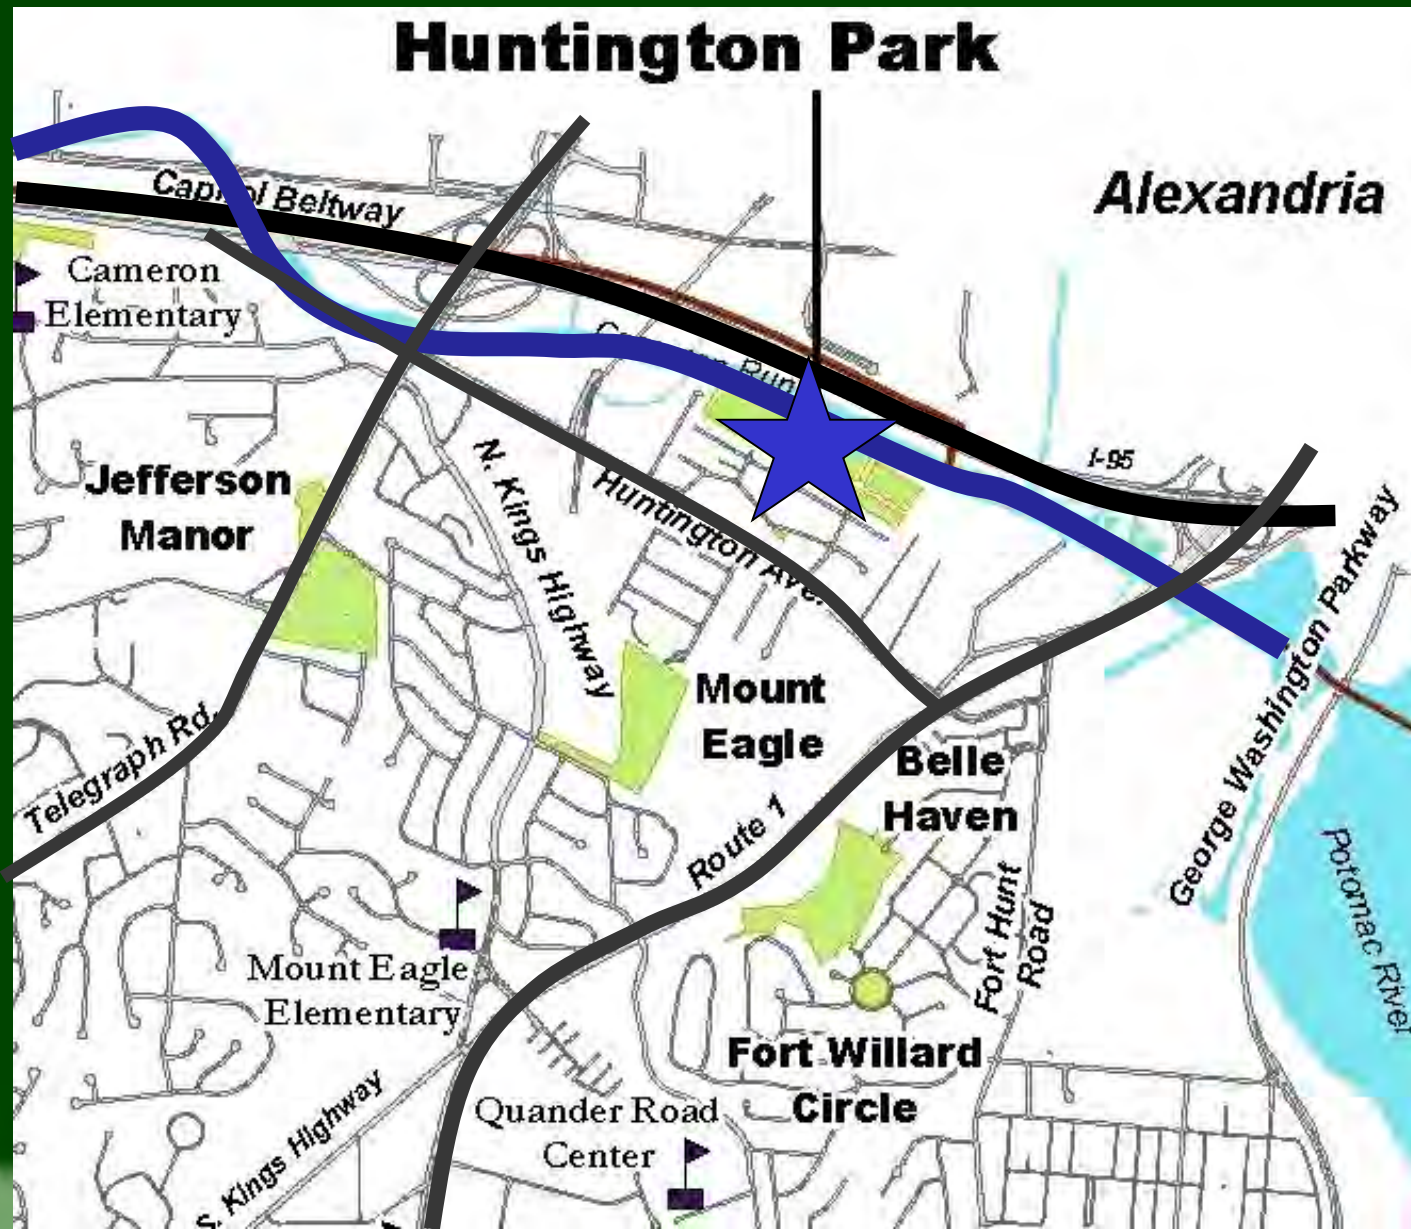 Huntington Park
Alexandria
Capitol Beltway
Cameron
Elementary
Run
I-95
Jefferson
Manor
N. Kings Highway
Huntington Ave.
George Washington Parkway
Mount
Eagle
Telegraph Rd.
Belle
Haven
Route 1
Potomac River
Fort Hunt
Road
Mount Eagle
Elementary
Fort Willard
Circle
Quander Road
Center
S. Kings Highway